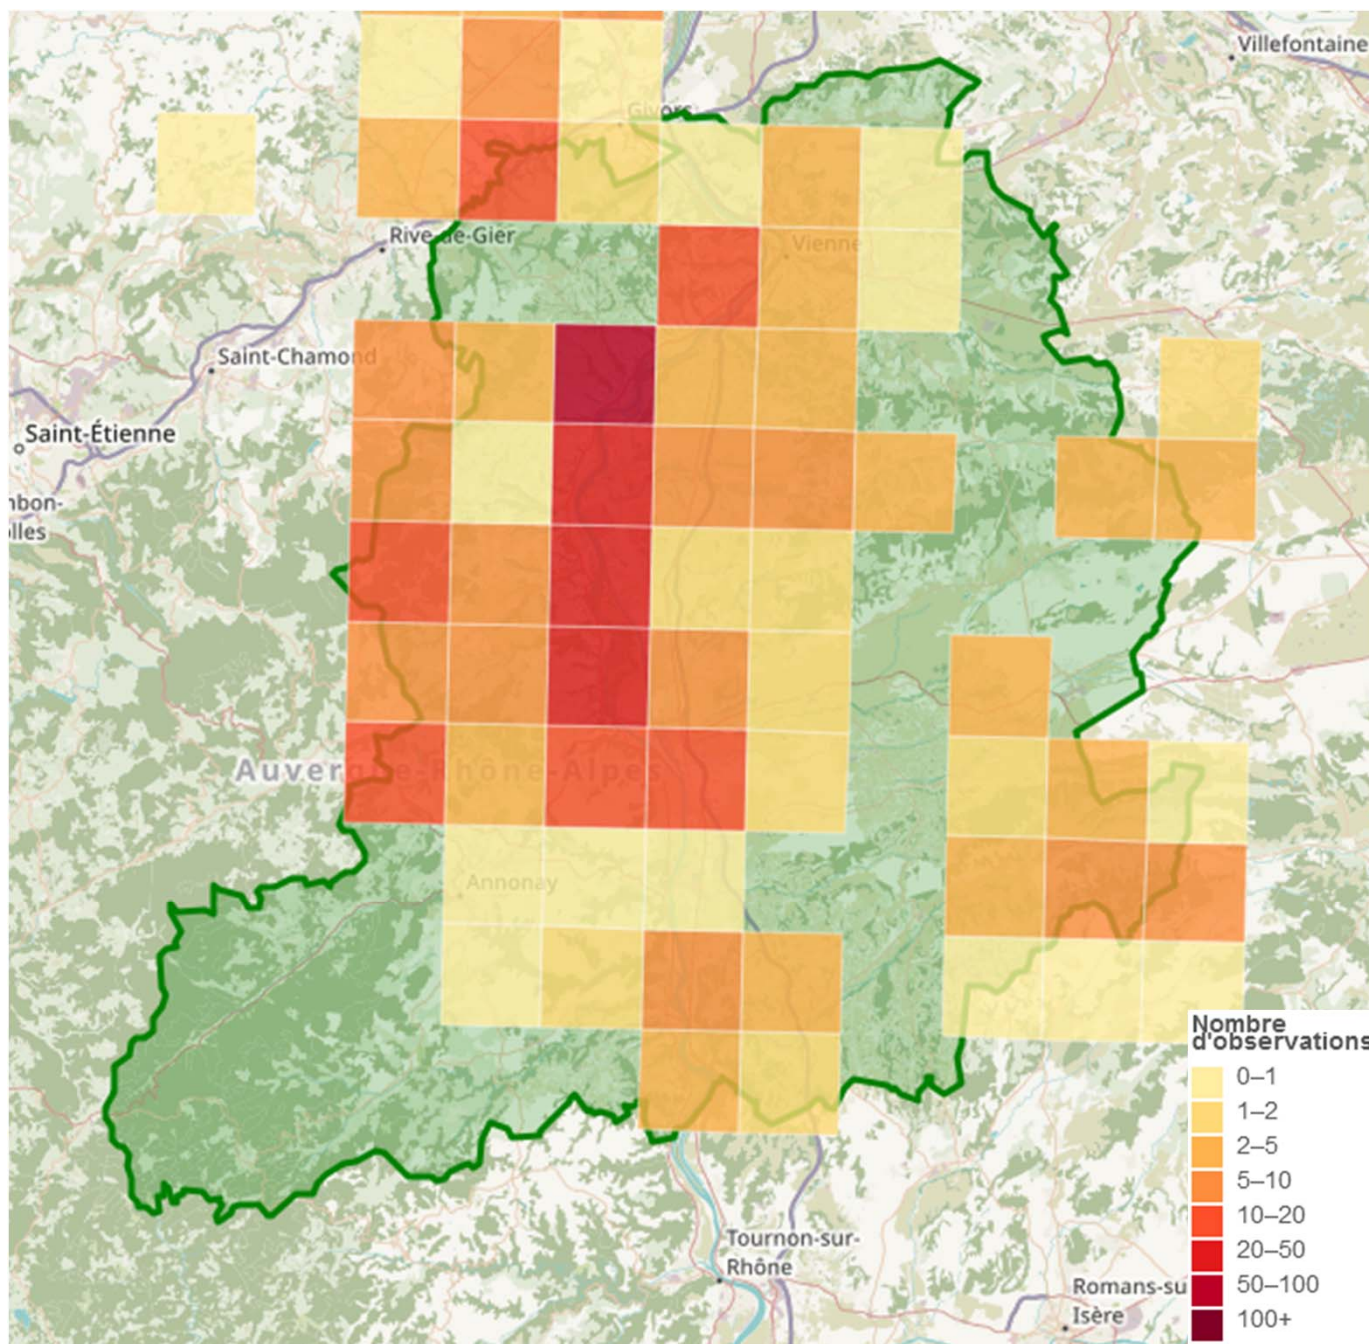 Villefontaine
Givors
Rive-de-Gier
Vienne
Saint-Chamond
Saint-Étienne
nbon-
lles
Auvergne-Rhône-Alpes
Annonay
Nombre
d'observations
0–1
1–2
2–5
5–10
10–20
20–50
50–100
100+
Tournon-sur-
Rhône
Romans-su
Isère